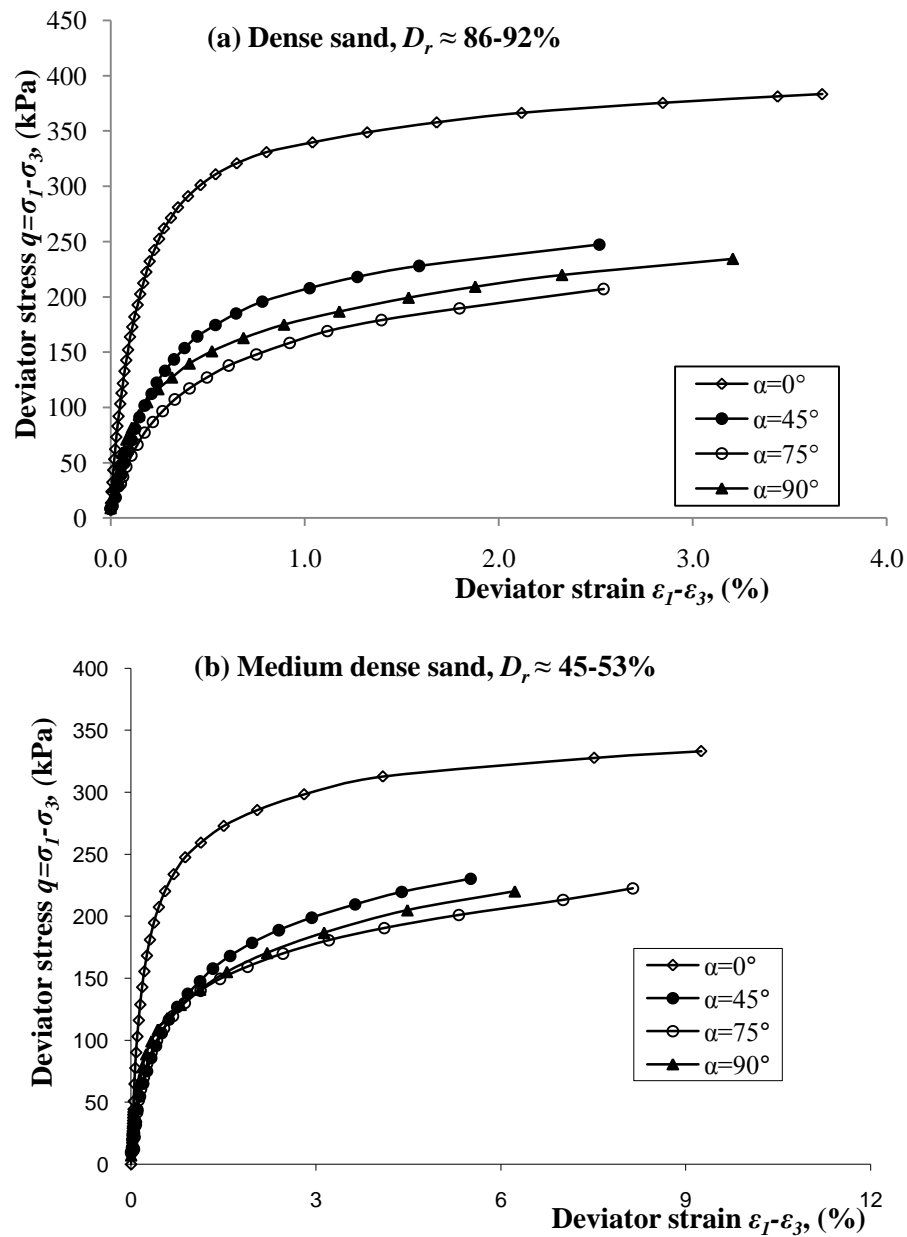 (a) Dense sand, Dr ≈ 86-92%
Deviator stress q=σ1-σ3, (kPa)
450
400
350
300
250
200
150
100
50
0
0.0 1.0 2.0 3.0 4.0
Deviator strain ε1-ε3, (%)
α=0°
α=45°
α=75°
α=90°
(b) Medium dense sand, Dr ≈ 45-53%
Deviator stress q=σ1-σ3, (kPa)
400
350
300
250
200
150
100
50
0
0 3 6 9 12
Deviator strain ε1-ε3, (%)
α=0°
α=45°
α=75°
α=90°